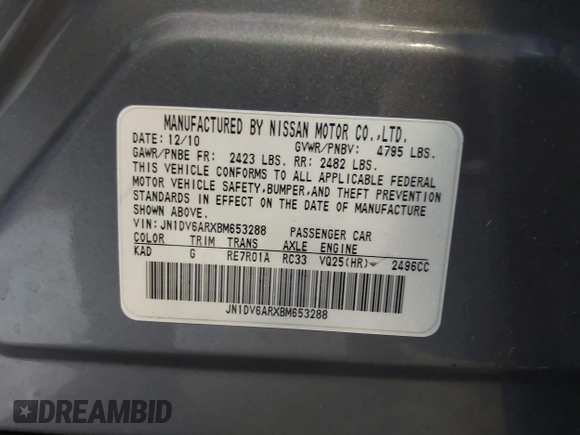 MANUFACTURED BY NISSAN MOTOR CO.,LTD.
DATE: 12/10 GVWR/PNBV: 4795 LBS.
GAWR/PNBE FR: 2423 LBS. RR: 2482 LBS.
THIS VEHICLE CONFORMS TO ALL APPLICABLE FEDERAL
MOTOR VEHICLE SAFETY,BUMPER,AND THEFT PREVENTION
STANDARDS IN EFFECT ON THE DATE OF MANUFACTURE
SHOWN ABOVE.
VIN: JN1DV6ARXBM653288 PASSENGER CAR
COLOR TRIM TRANS AXLE ENGINE
KAD G RE7R01A RC33 VQ25(HR) 2496CC
JN1DV6ARXBM653288
DREAMBID